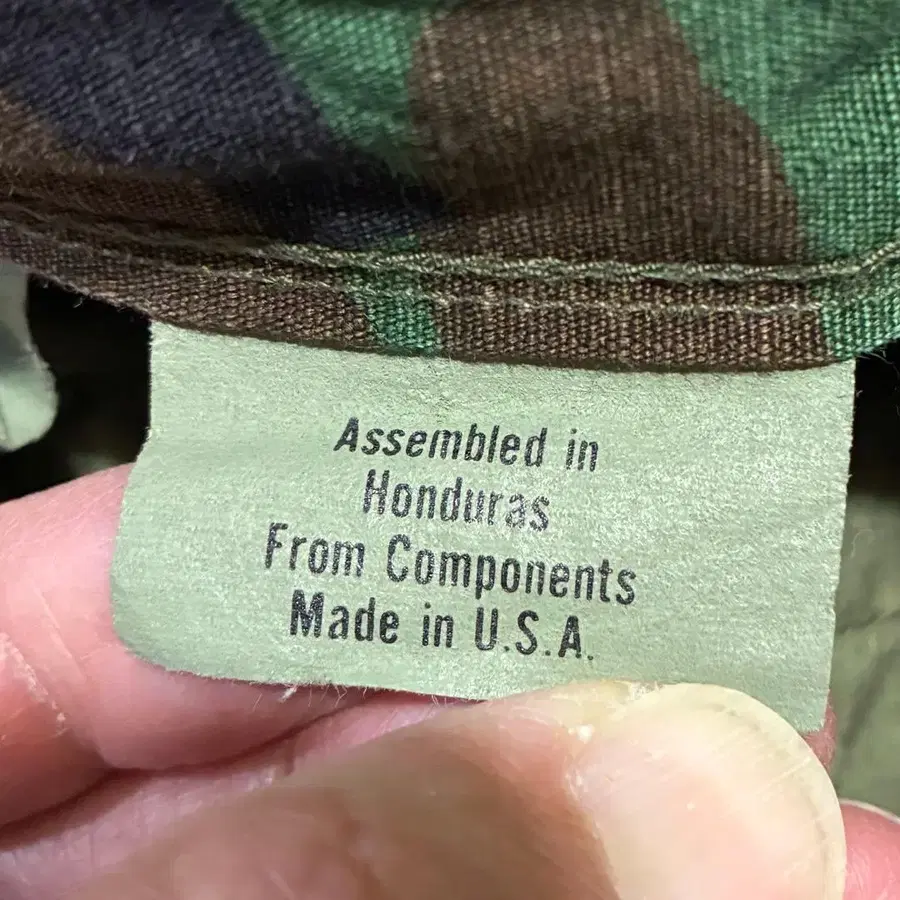 Assembled in
Honduras
From Components
Made in U.S.A.